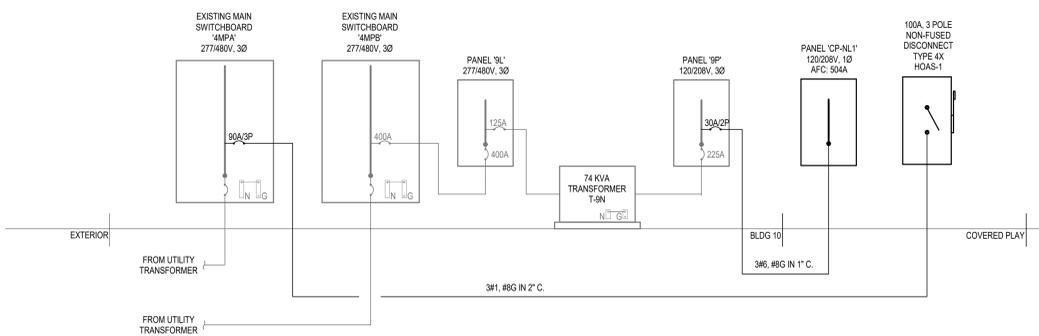 EXISTING MAIN
SWITCHBOARD
'4MPA'
277/480V, 3Ø
EXISTING MAIN
SWITCHBOARD
'4MPB'
277/480V, 3Ø
PANEL '9L'
277/480V, 3Ø
PANEL '9P'
120/208V, 3Ø
PANEL 'CP-NL1'
120/208V, 1Ø
AFC: 504A
100A, 3 POLE
NON-FUSED
DISCONNECT
TYPE 4X
HOAS-1
90A/3P
400A
125A
400A
30A/2P
225A
N G
N G
74 KVA
TRANSFORMER
T-9N
N G
EXTERIOR
BLDG 10
COVERED PLAY
FROM UTILITY
TRANSFORMER
3#6, #8G IN 1" C.
3#1, #8G IN 2" C.
FROM UTILITY
TRANSFORMER